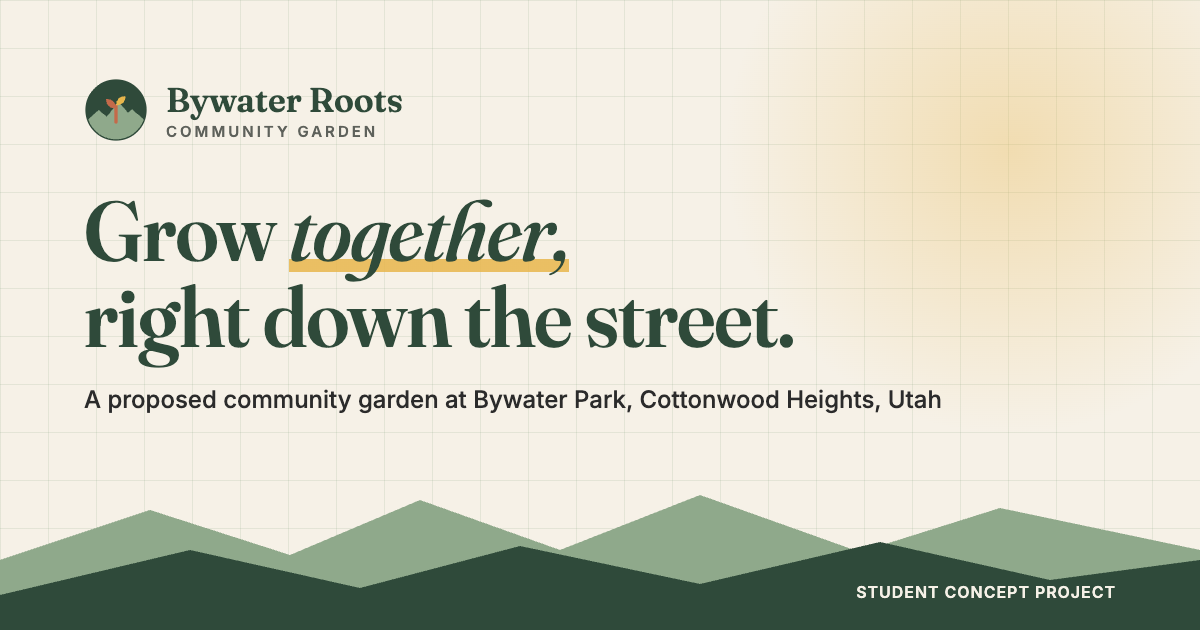 Bywater Roots
COMMUNITY GARDEN
Grow together,
right down the street.
A proposed community garden at Bywater Park, Cottonwood Heights, Utah
STUDENT CONCEPT PROJECT